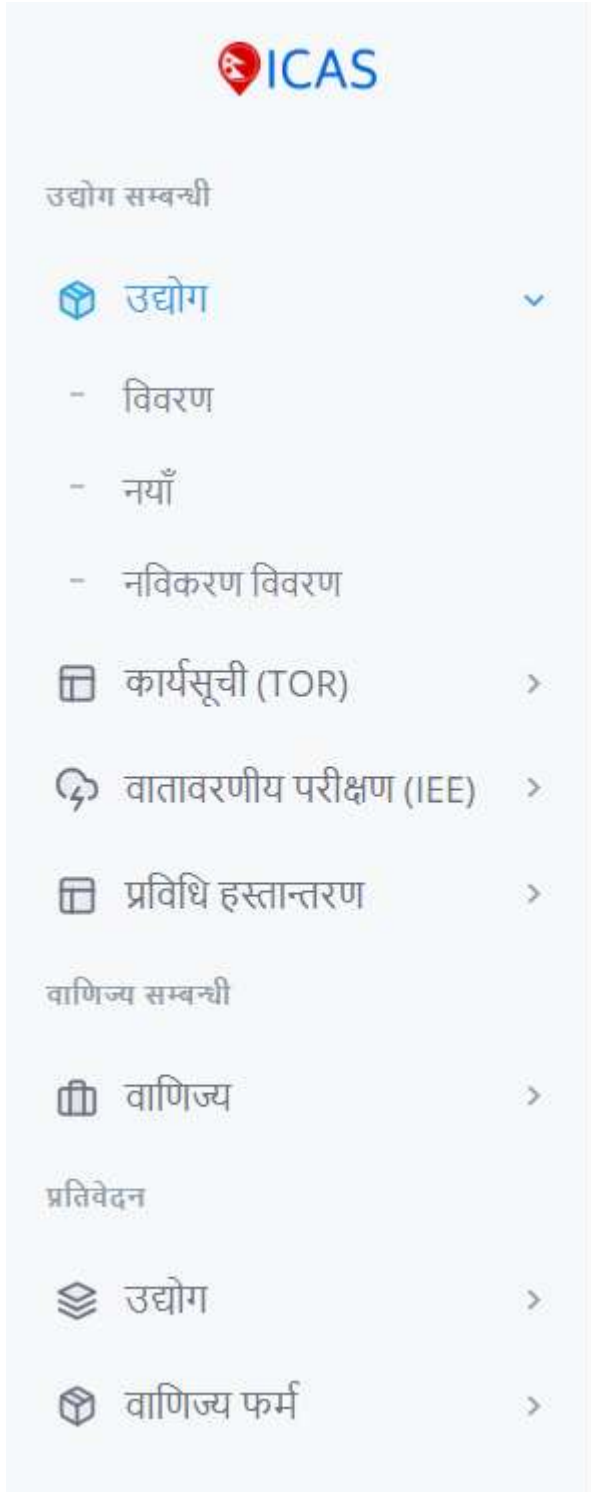 ICAS
उद्योग सम्बन्धी
उद्योग
- विवरण
- नयाँ
- नविकरण विवरण
कार्यसूची (TOR)
वातावरणीय परीक्षण (IEE)
प्रविधि हस्तान्तरण
वाणिज्य सम्बन्धी
वाणिज्य
प्रतिवेदन
उद्योग
वाणिज्य फर्म